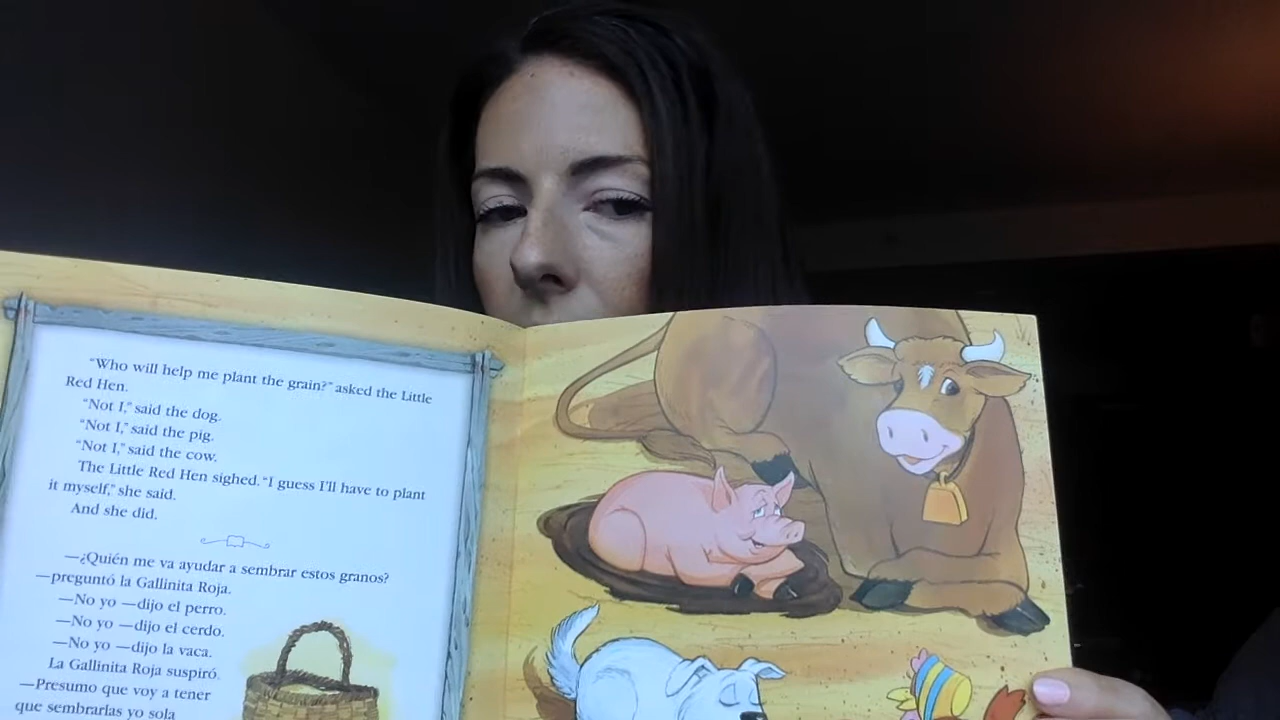 "Who will help me plant the grain?" asked the Little
Red Hen.
"Not I," said the dog.
"Not I," said the pig.
"Not I," said the cow.
The Little Red Hen sighed. "I guess I'll have to plant
it myself," she said.
And she did.
—¿Quién me va ayudar a sembrar estos granos?
—preguntó la Gallinita Roja.
—No yo —dijo el perro.
—No yo —dijo el cerdo.
—No yo —dijo la vaca.
La Gallinita Roja suspiró.
—Presumo que voy a tener
que sembrarlas yo sola